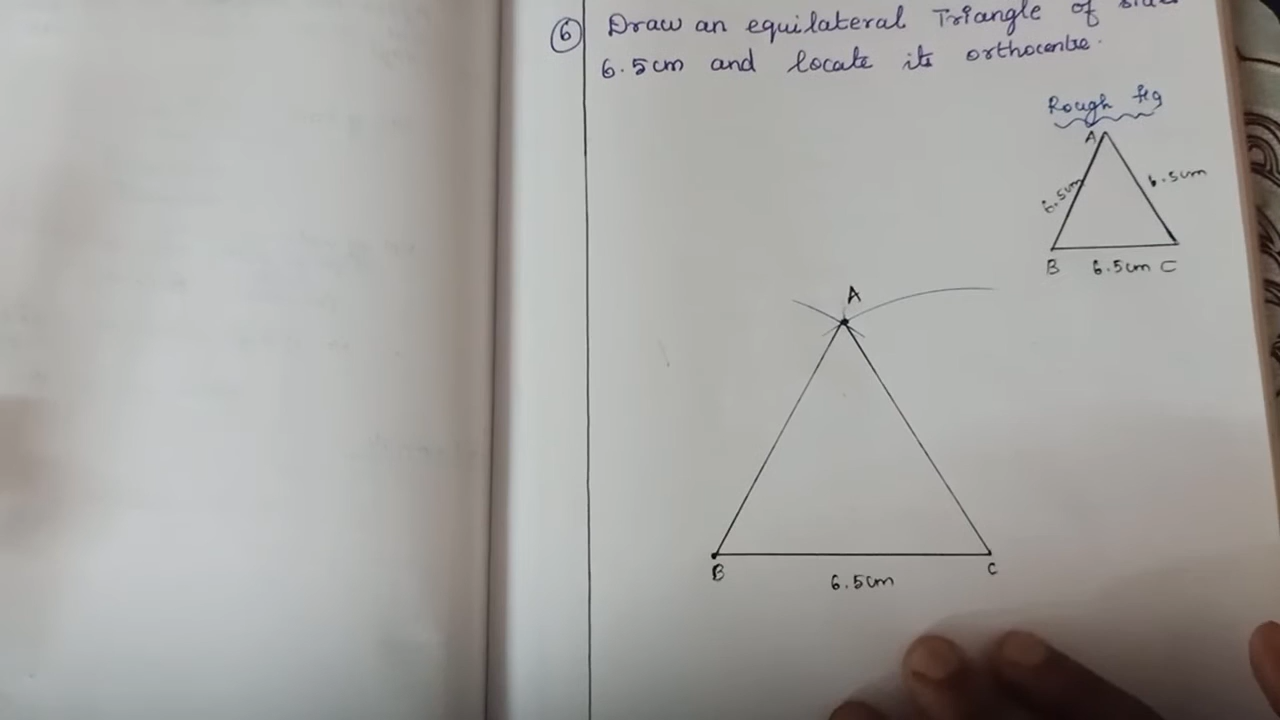 6 Draw an equilateral Triangle of
6.5cm and locate its orthocentre.
Rough fig
A
6.5cm
6.5cm
B 6.5cm C
A
B
C
6.5cm